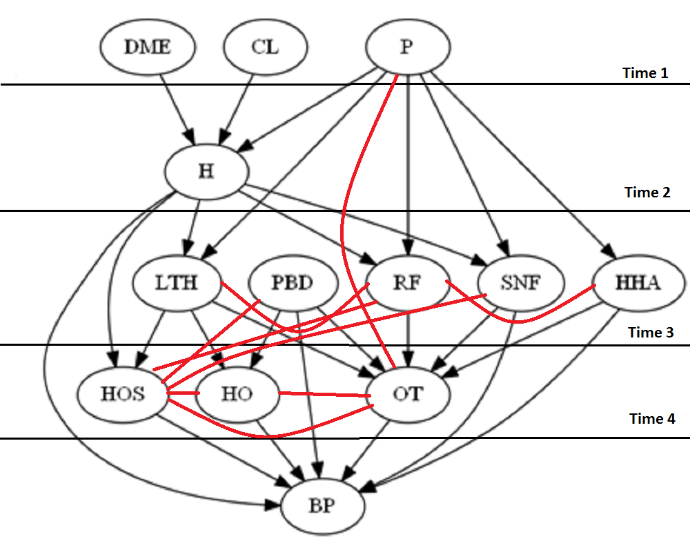 DME CL P
Time 1
H
Time 2
LTH PBD RF SNF HHA
Time 3
HOS HO OT
Time 4
BP